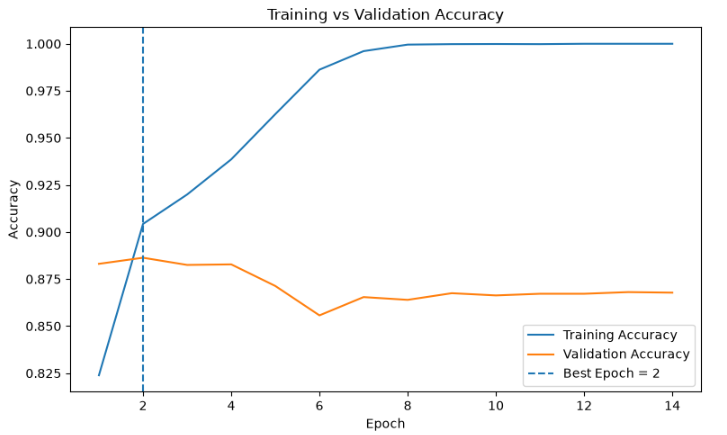 Training vs Validation Accuracy
1.000
0.975
0.950
0.925
0.900
0.875
0.850
0.825
Accuracy
2
4
6
8
10
12
14
Epoch
Training Accuracy
Validation Accuracy
Best Epoch = 2